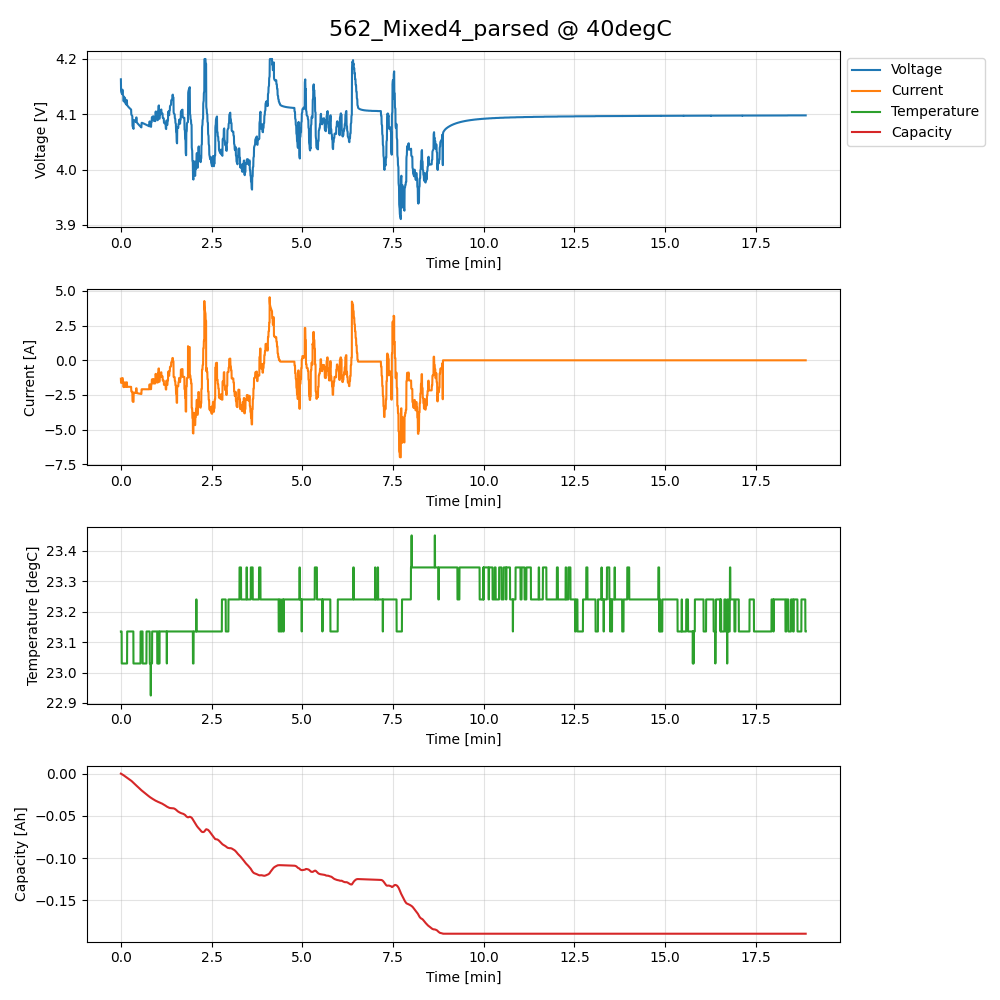 562_Mixed4_parsed @ 40degC
4.2
4.1
4.0
3.9
Voltage [V]
0.0 2.5 5.0 7.5 10.0 12.5 15.0 17.5
Time [min]
Voltage
Current
Temperature
Capacity
5.0
2.5
0.0
−2.5
−5.0
−7.5
Current [A]
0.0 2.5 5.0 7.5 10.0 12.5 15.0 17.5
Time [min]
23.4
23.3
23.2
23.1
23.0
22.9
Temperature [degC]
0.0 2.5 5.0 7.5 10.0 12.5 15.0 17.5
Time [min]
0.00
−0.05
−0.10
−0.15
Capacity [Ah]
0.0 2.5 5.0 7.5 10.0 12.5 15.0 17.5
Time [min]